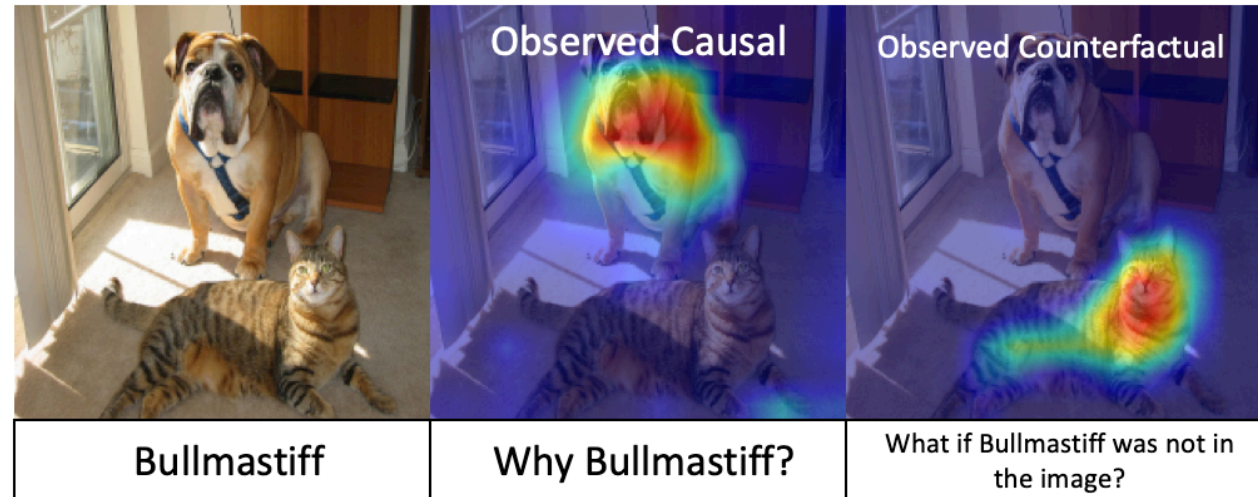 Observed Causal
Observed Counterfactual
Bullmastiff
Why Bullmastiff?
What if Bullmastiff was not in
the image?